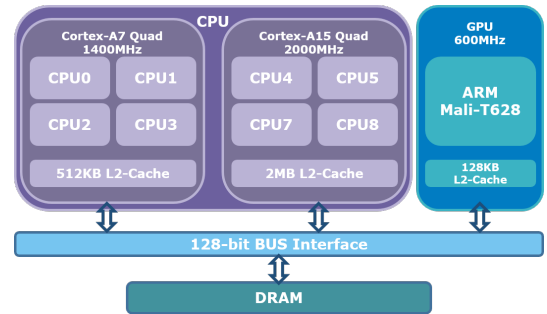 CPU
Cortex-A7 Quad
1400MHz
CPU0
CPU1
CPU2
CPU3
512KB L2-Cache
Cortex-A15 Quad
2000MHz
CPU4
CPU5
CPU7
CPU8
2MB L2-Cache
GPU
600MHz
ARM
Mali-T628
128KB
L2-Cache
128-bit BUS Interface
DRAM